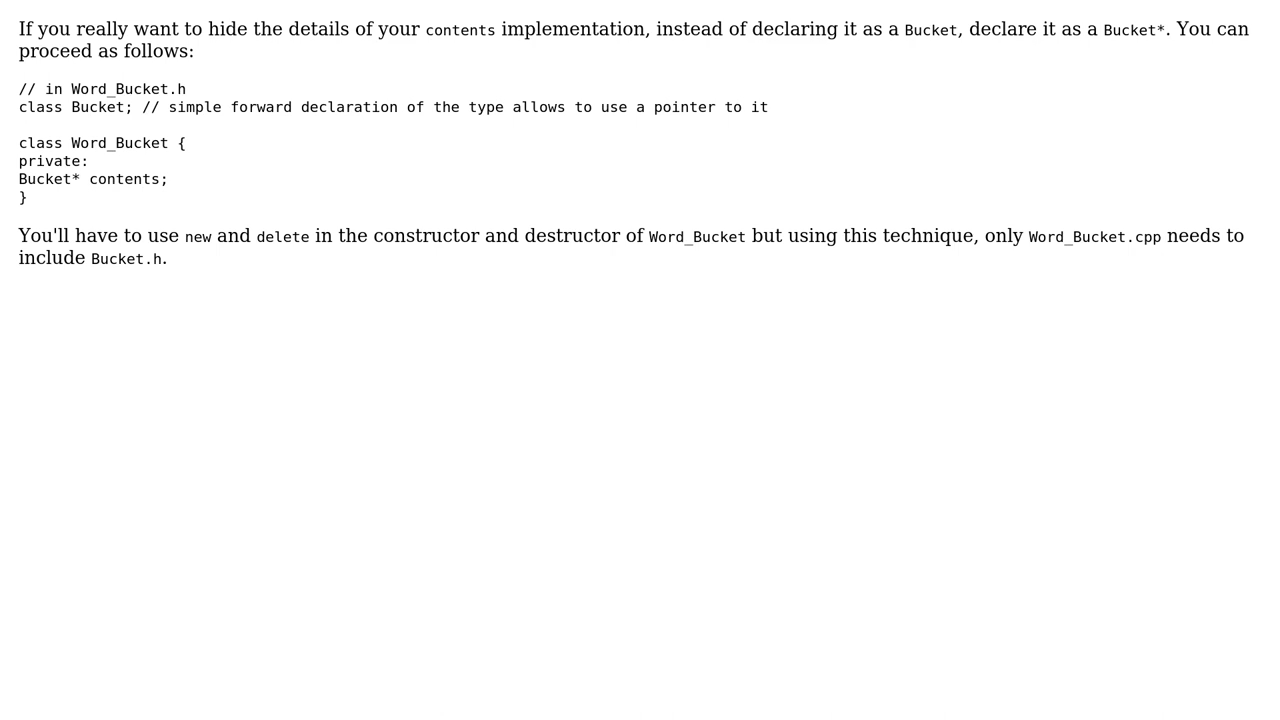 If you really want to hide the details of your contents implementation, instead of declaring it as a Bucket, declare it as a Bucket*. You can
proceed as follows:
// in Word_Bucket.h
class Bucket; // simple forward declaration of the type allows to use a pointer to it
class Word_Bucket {
private:
Bucket* contents;
}
You'll have to use new and delete in the constructor and destructor of Word_Bucket but using this technique, only Word_Bucket.cpp needs to
include Bucket.h.